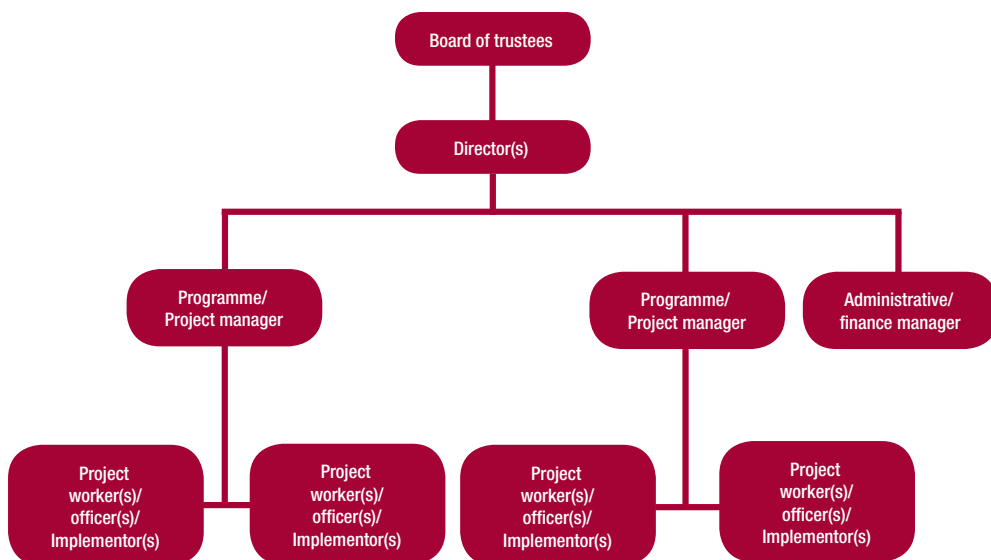 Board of trustees
Director(s)
Programme/
Project manager
Programme/
Project manager
Administrative/
finance manager
Project
worker(s)/
officer(s)/
Implementor(s)
Project
worker(s)/
officer(s)/
Implementor(s)
Project
worker(s)/
officer(s)/
Implementor(s)
Project
worker(s)/
officer(s)/
Implementor(s)